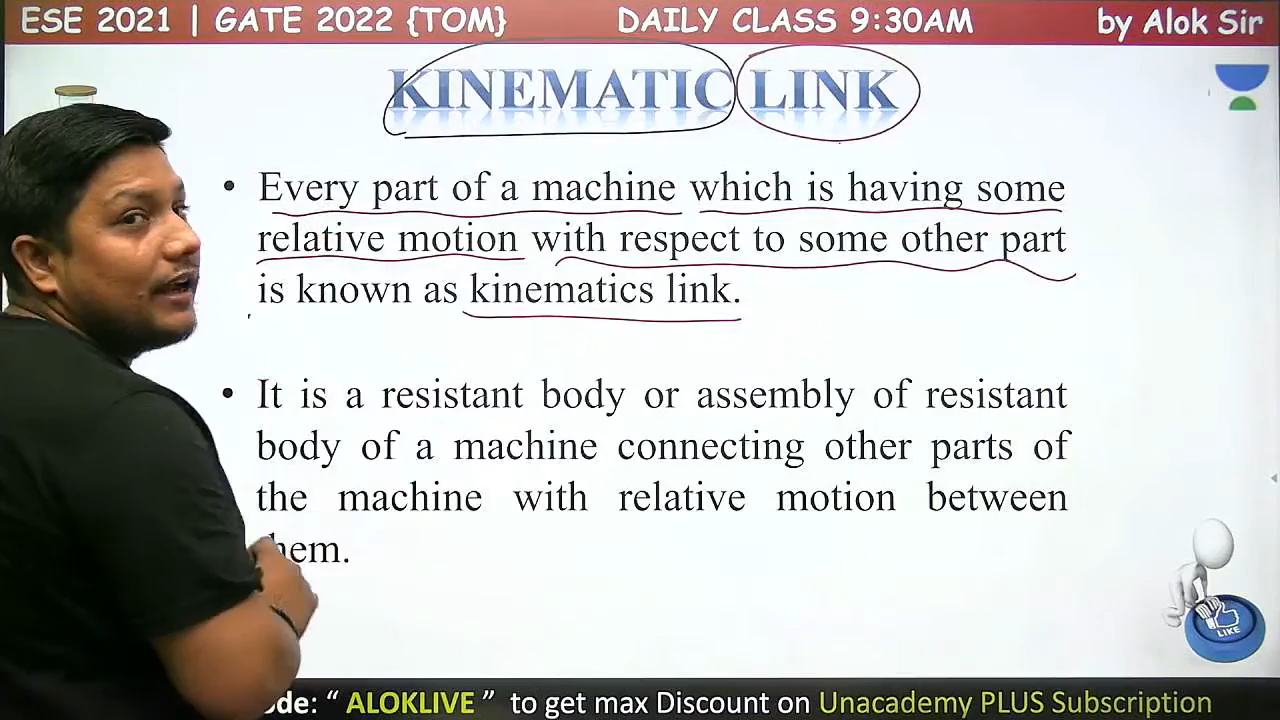 ESE 2021 | GATE 2022 {TOM} DAILY CLASS 9:30AM by Alok Sir
KINEMATIC LINK
• Every part of a machine which is having some
relative motion with respect to some other part
is known as kinematics link.
• It is a resistant body or assembly of resistant
body of a machine connecting other parts of
the machine with relative motion between
hem.
LIKE
ode: “ ALOKLIVE ” to get max Discount on Unacademy PLUS Subscription